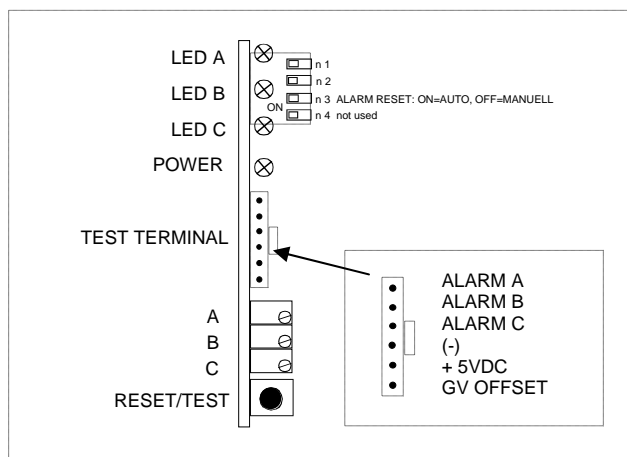 LED A
n 1
n 2
LED B
n 3 ALARM RESET: ON=AUTO, OFF=MANUELL
ON
n 4 not used
LED C
POWER
TEST TERMINAL
A
B
C
RESET/TEST
ALARM A
ALARM B
ALARM C
(-)
+ 5VDC
GV OFFSET